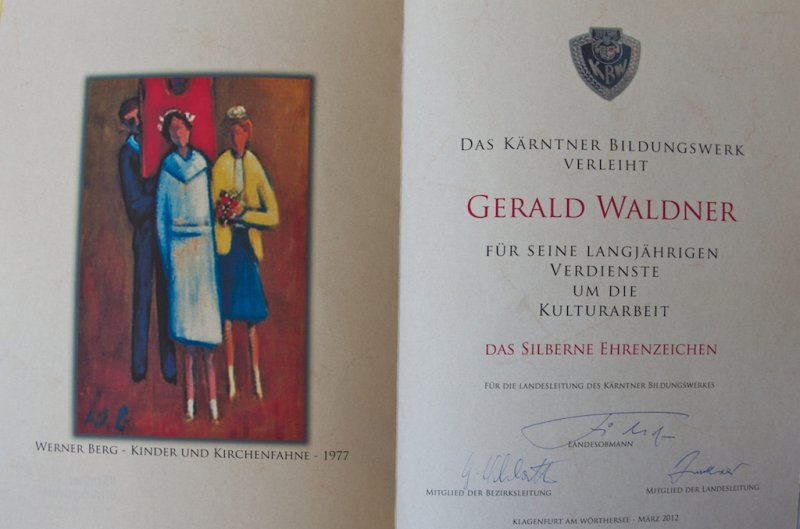 W. B.
WERNER BERG - KINDER UND KIRCHENFAHNE - 1977
KBW
DAS KÄRNTNER BILDUNGSWERK
VERLEIHT
GERALD WALDNER
FÜR SEINE LANGJÄHRIGEN
VERDIENSTE
UM DIE
KULTURARBEIT
DAS SILBERNE EHRENZEICHEN
FÜR DIE LANDESLEITUNG DES KÄRNTNER BILDUNGSWERKES
LANDESOBMANN
MITGLIED DER BEZIRKSLEITUNG
MITGLIED DER LANDESLEITUNG
KLAGENFURT AM WÖRTHERSEE - MÄRZ 2012